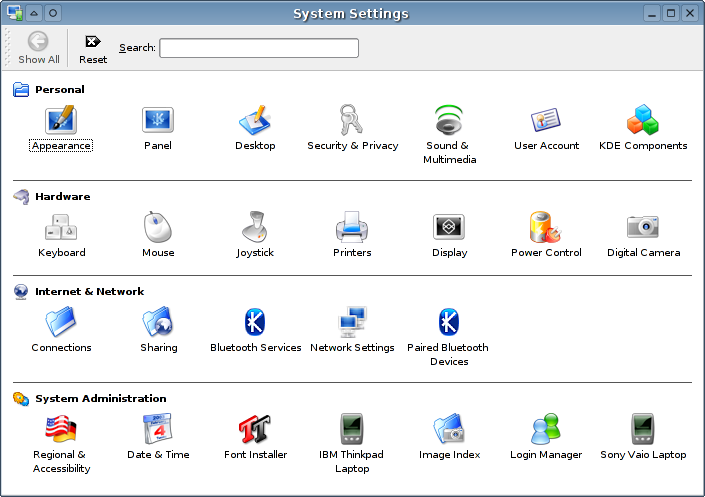 System Settings
Show All
Reset
Search:
Personal
Appearance
Panel
Desktop
Security & Privacy
Sound &
Multimedia
User Account
KDE Components
Hardware
Keyboard
Mouse
Joystick
Printers
Display
Power Control
Digital Camera
Internet & Network
Connections
Sharing
Bluetooth Services
Network Settings
Paired Bluetooth
Devices
System Administration
Regional &
Accessibility
Date & Time
Font Installer
IBM Thinkpad
Laptop
Image Index
Login Manager
Sony Vaio Laptop